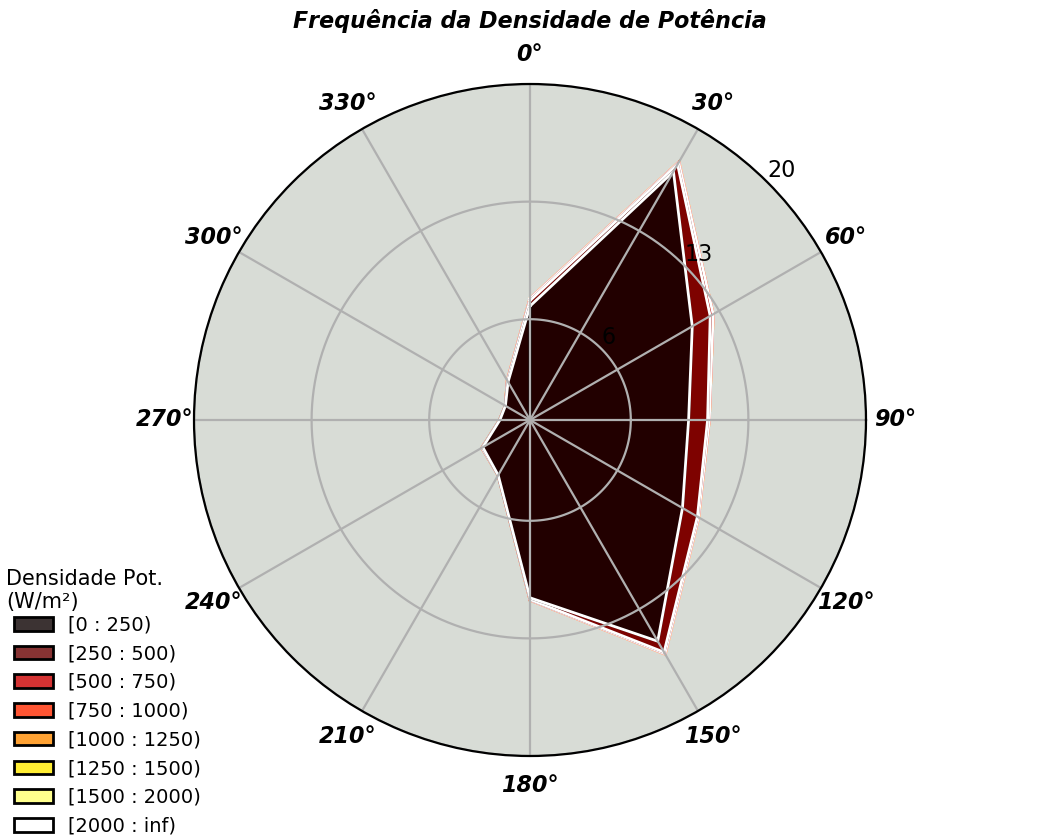 Frequência da Densidade de Potência
0°
330°
30°
20
300°
60°
13
6
270°
90°
240°
120°
210°
150°
180°
Densidade Pot.
(W/m²)
[0 : 250)
[250 : 500)
[500 : 750)
[750 : 1000)
[1000 : 1250)
[1250 : 1500)
[1500 : 2000)
[2000 : inf)